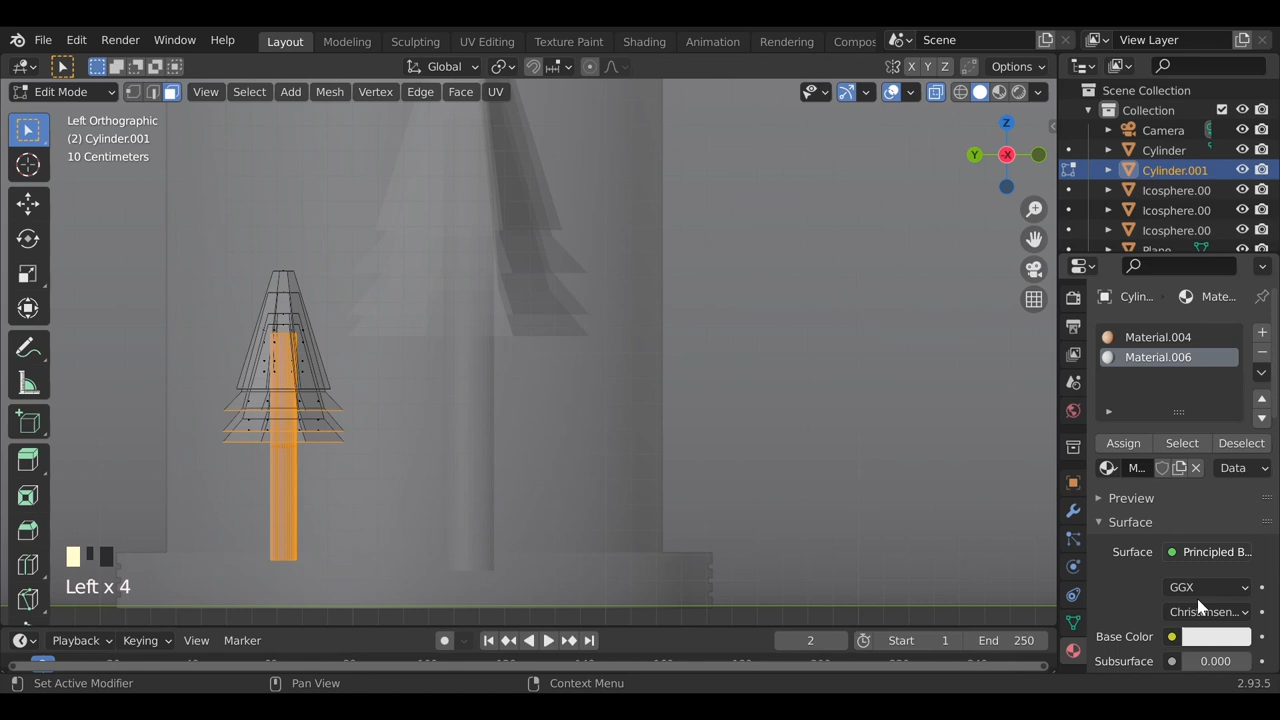 File Edit Render Window Help Layout Modeling Sculpting UV Editing Texture Paint Shading Animation Rendering Compos Scene View Layer
Global X Y Z Options
Edit Mode View Select Add Mesh Vertex Edge Face UV
Left Orthographic
(2) Cylinder.001
10 Centimeters
Z
Y
-X
Left x 4
Scene Collection
Collection
Camera
Cylinder
Cylinder.001
Icosphere.00
Icosphere.00
Icosphere.00
Plane
Cylin... Mate...
Material.004
Material.006
Assign Select Deselect
M... Data
Preview
Surface
Surface Principled B...
GGX
Base Color
Subsurface 0.000
Playback Keying View Marker 2 Start 1 End 250
Set Active Modifier Pan View Context Menu 2.93.5